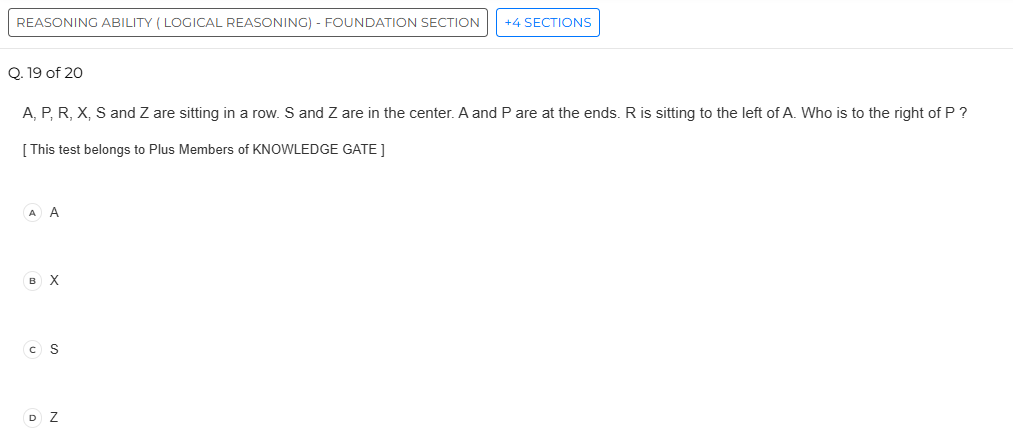 REASONING ABILITY ( LOGICAL REASONING) - FOUNDATION SECTION +4 SECTIONS
Q. 19 of 20
A, P, R, X, S and Z are sitting in a row. S and Z are in the center. A and P are at the ends. R is sitting to the left of A. Who is to the right of P ?
[ This test belongs to Plus Members of KNOWLEDGE GATE ]
A A
B X
C S
D Z